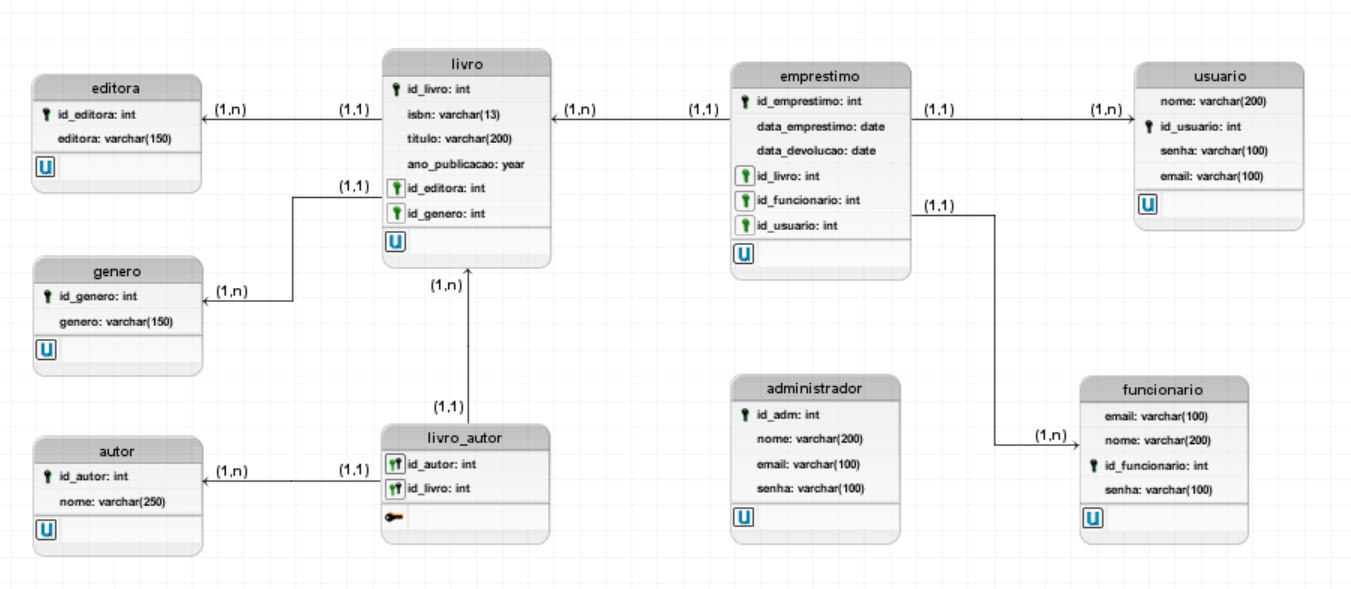 editora
id_editora: int
editora: varchar(150)
U
(1,n)
(1,1)
livro
id_livro: int
isbn: varchar(13)
titulo: varchar(200)
ano_publicacao: year
id_editora: int
id_genero: int
U
(1,n)
(1,1)
emprestimo
id_emprestimo: int
data_emprestimo: date
data_devolucao: date
id_livro: int
id_funcionario: int
id_usuario: int
U
(1,1)
(1,n)
usuario
nome: varchar(200)
id_usuario: int
senha: varchar(100)
email: varchar(100)
U
(1,1)
(1,1)
genero
id_genero: int
genero: varchar(150)
U
(1,n)
(1,n)
(1,1)
autor
id_autor: int
nome: varchar(250)
U
(1,n)
(1,1)
livro_autor
id_autor: int
id_livro: int
administrador
id_adm: int
nome: varchar(200)
email: varchar(100)
senha: varchar(100)
U
(1,n)
funcionario
email: varchar(100)
nome: varchar(200)
id_funcionario: int
senha: varchar(100)
U